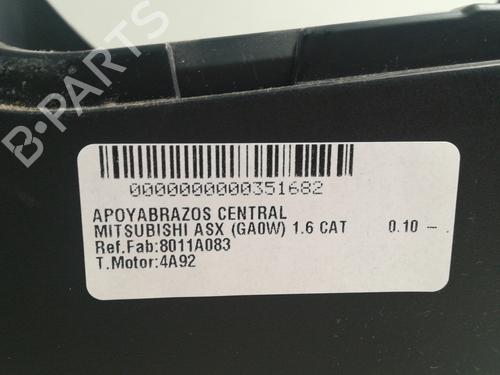 B-PARTS
0000000000351682
APOYABRAZOS CENTRAL
MITSUBISHI ASX (GA0W) 1.6 CAT 0.10 -
Ref.Fab:8011A083
T.Motor:4A92